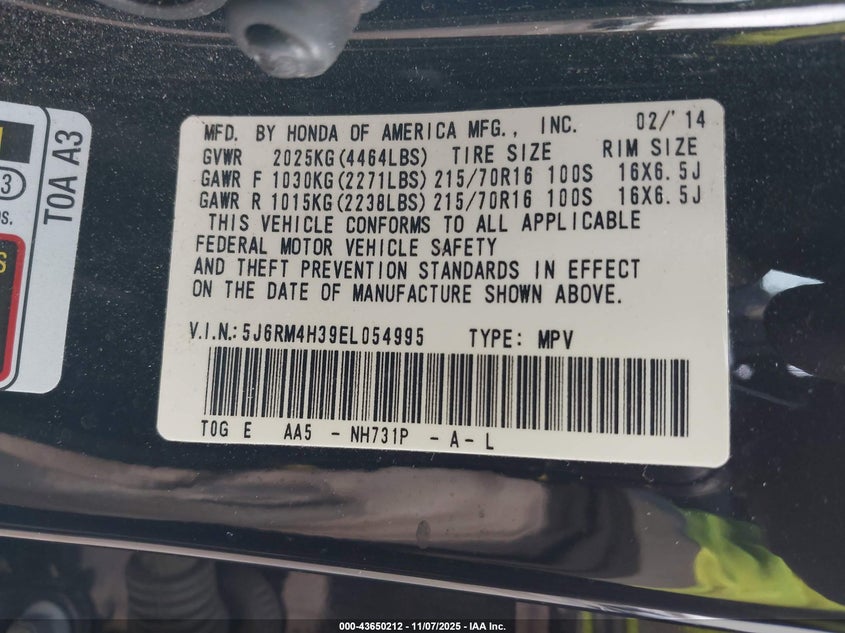 MFD. BY HONDA OF AMERICA MFG., INC. 02/'14
GVWR 2025KG(4464LBS) TIRE SIZE RIM SIZE
GAWR F 1030KG(2271LBS) 215/70R16 100S 16X6.5J
GAWR R 1015KG(2238LBS) 215/70R16 100S 16X6.5J
THIS VEHICLE CONFORMS TO ALL APPLICABLE
FEDERAL MOTOR VEHICLE SAFETY
AND THEFT PREVENTION STANDARDS IN EFFECT
ON THE DATE OF MANUFACTURE SHOWN ABOVE.
V.I.N.: 5J6RM4H39EL054995 TYPE: MPV
T0G E AA5 - NH731P - A - L
T0A A3
3
000-43650212 - 11/07/2025 - IAA Inc.